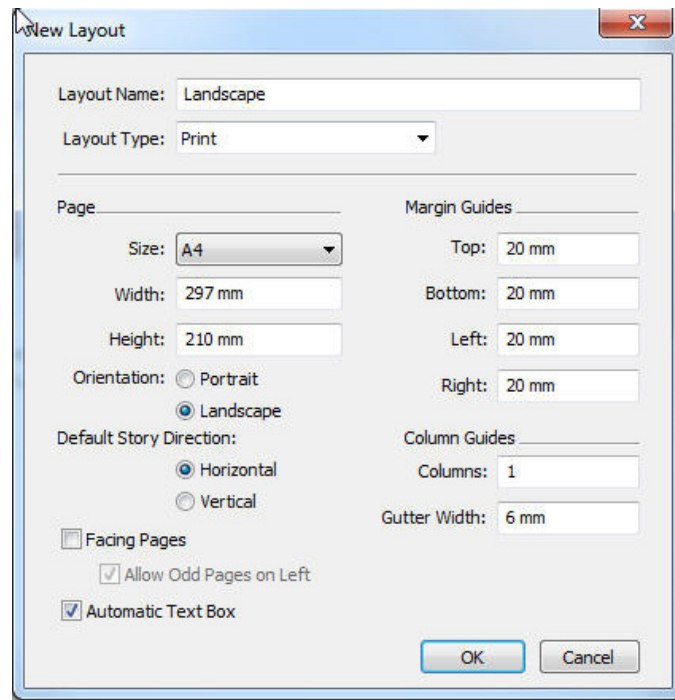 New Layout
Layout Name: Landscape
Layout Type: Print
Page
Size: A4
Width: 297 mm
Height: 210 mm
Orientation: Portrait
Landscape
Default Story Direction:
Horizontal
Vertical
Facing Pages
Allow Odd Pages on Left
Automatic Text Box
Margin Guides
Top: 20 mm
Bottom: 20 mm
Left: 20 mm
Right: 20 mm
Column Guides
Columns: 1
Gutter Width: 6 mm
OK
Cancel